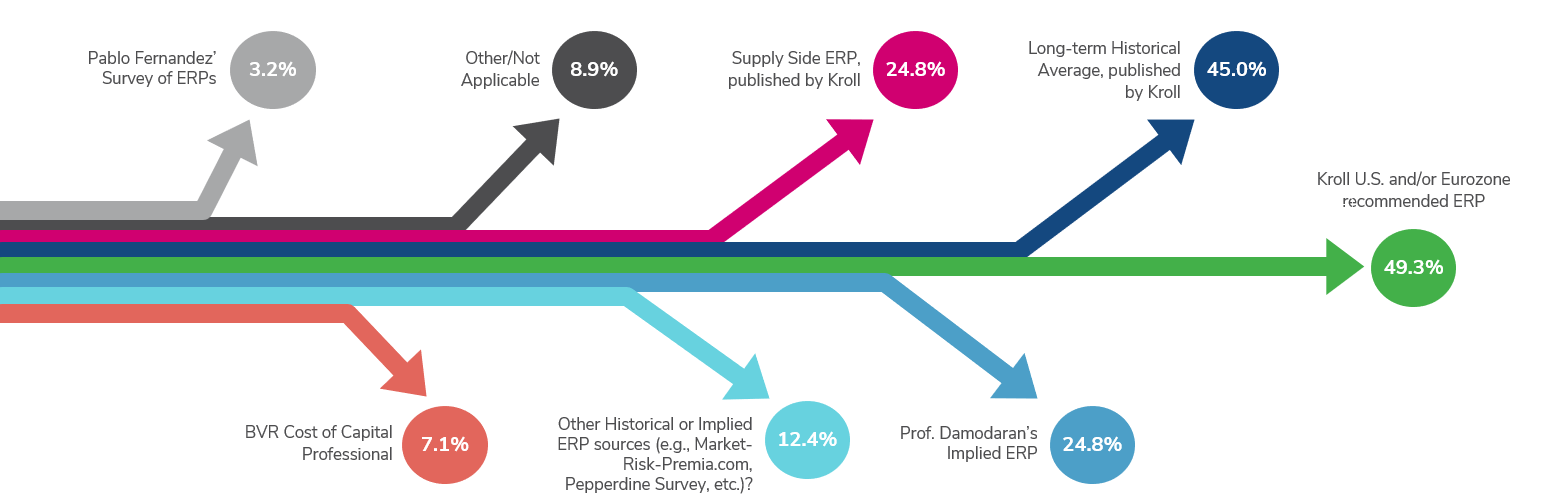 Pablo Fernandez’
Survey of ERPs
3.2%
Other/Not
Applicable
8.9%
Supply Side ERP,
published by Kroll
24.8%
Long-term Historical
Average, published
by Kroll
45.0%
Kroll U.S. and/or Eurozone
recommended ERP
49.3%
BVR Cost of Capital
Professional
7.1%
Other Historical or Implied
ERP sources (e.g., Market-
Risk-Premia.com,
Pepperdine Survey, etc.)?
12.4%
Prof. Damodaran’s
Implied ERP
24.8%